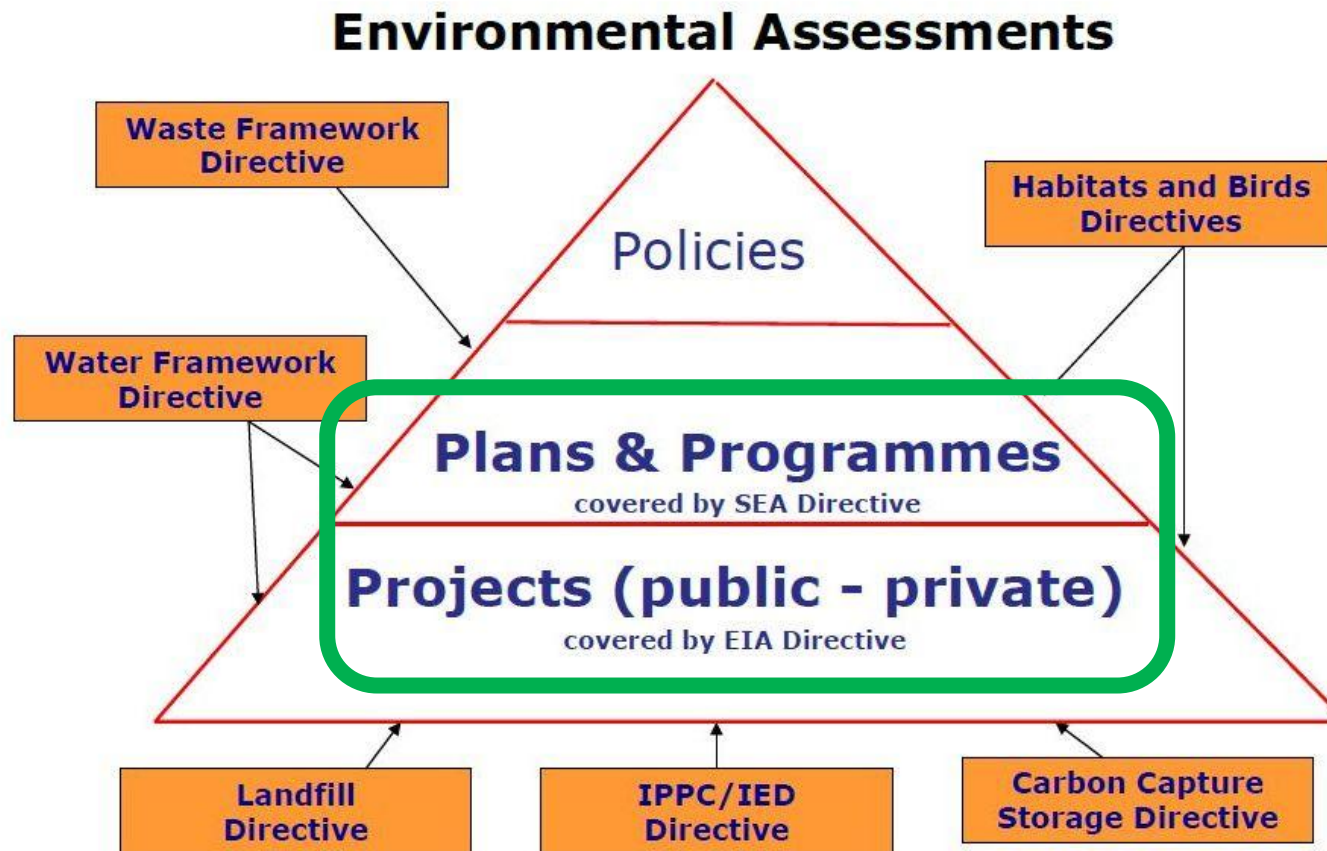 Environmental Assessments
Waste Framework
Directive
Habitats and Birds
Directives
Policies
Water Framework
Directive
Plans & Programmes
covered by SEA Directive
Projects (public - private)
covered by EIA Directive
Landfill
Directive
IPPC/IED
Directive
Carbon Capture
Storage Directive